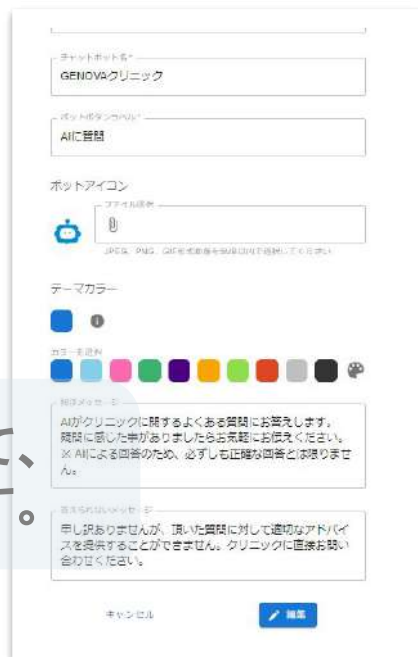 チャットボット名*
GENOVAクリニック
ボットボタンラベル*
AIに質問
ボットアイコン
ファイル選択
JPEG、PNG、GIF形式画像を5MB以内で選択してください
テーマカラー
カラーを選択
AIがクリニックに関するよくある質問にお答えします。
疑問に感じた事がありましたらお気軽にお伝えください。
※ AIによる回答のため、必ずしも正確な回答とは限りませ
ん。
答えられないメッセージ
申し訳ありませんが、頂いた質問に対して適切なアドバイ
スを提供することができません。クリニックに直接お問い
合わせください。
キャンセル
編集